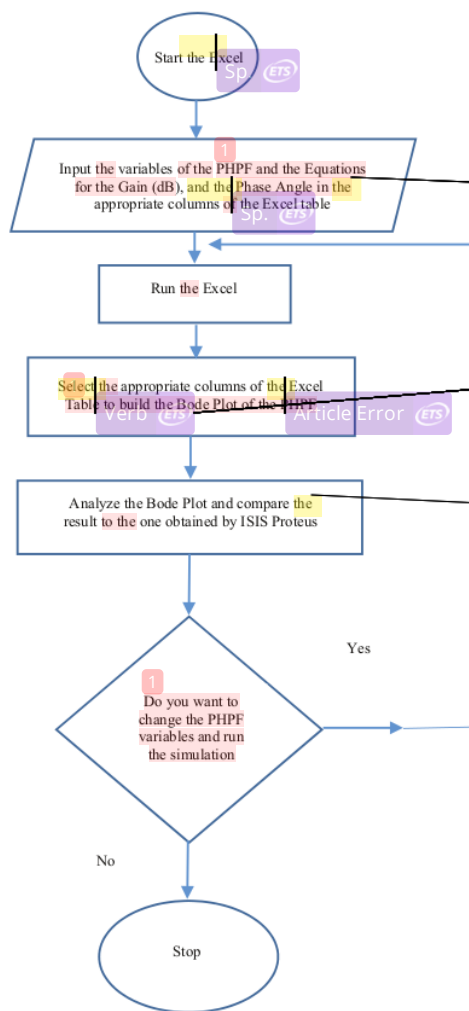 Start the Excel
Sp. ETS
1
Input the variables of the PHPF and the Equations
for the Gain (dB), and the Phase Angle in the
appropriate columns of the Excel table
Sp. ETS
Run the Excel
Select the appropriate columns of the Excel
Table to build the Bode Plot of the PHPF
Verb ETS
Article Error ETS
Analyze the Bode Plot and compare the
result to the one obtained by ISIS Proteus
Yes
1
Do you want to
change the PHPF
variables and run
the simulation
No
Stop